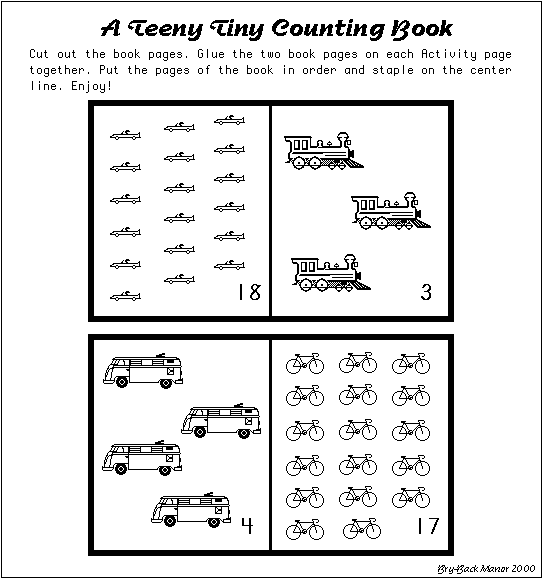 A Teeny Tiny Counting Book
Cut out the book pages. Glue the two book pages on each Activity page
together. Put the pages of the book in order and staple on the center
line. Enjoy!
18
3
4
17
Bry-Back Manor 2000